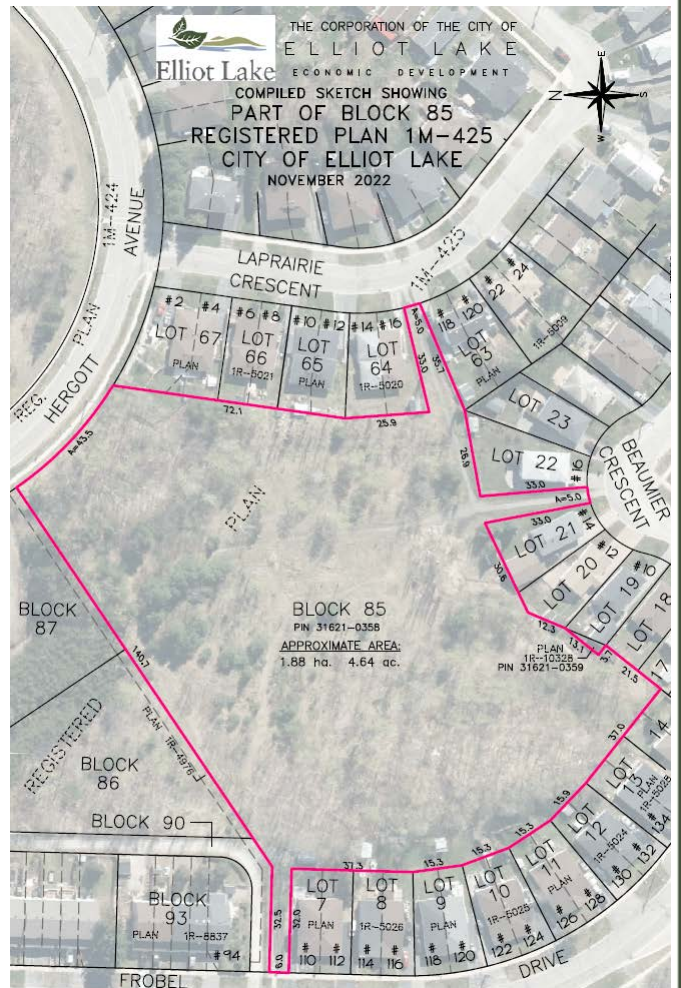 THE CORPORATION OF THE CITY OF
ELLIOT LAKE
ECONOMIC DEVELOPMENT
Elliot Lake
COMPILED SKETCH SHOWING
PART OF BLOCK 85
REGISTERED PLAN 1M-425
CITY OF ELLIOT LAKE
NOVEMBER 2022
N
E
S
W
1M-424
AVENUE
REG. PLAN
HERGOTT
LAPRAIRIE
CRESCENT
1M-425
#2 #4
LOT 67
PLAN
#6 #8
LOT
66
1R-5021
#10 #12
LOT
65
PLAN
#14 #16
LOT
64
1R-5020
A=5.0
33.0
35.7
# 118
# 120
# 22
# 24
LOT
63
PLAN
1R-5009
LOT 23
LOT 22
#16
BEAUMIER
CRESCENT
26.9
33.0
A=5.0
33.0
LOT 21
#14
LOT 20
#12
LOT 19
#10
LOT 18
17
72.1
25.9
A=43.5
PLAN
30.6
12.3
13.1
3.7
21.5
PLAN
1R-10328
PIN 31621-0359
BLOCK 85
PIN 31621-0358
APPROXIMATE AREA:
1.88 ha. 4.64 ac.
BLOCK
87
140.7
PLAN 1R-4976
REGISTERED
BLOCK
86
BLOCK 90
BLOCK
93
PLAN 1R-8837
#94
32.5
32.0
6.0
37.3
15.3
15.3
15.3
15.9
37.0
LOT
7
PLAN
# 110
# 112
LOT
8
1R-5026
# 114
# 116
LOT
9
PLAN
# 118
# 120
LOT
10
1R-5025
# 122
# 124
LOT
11
PLAN
# 126
# 128
LOT
12
1R-5024
# 130
# 132
LOT
13
PLAN
# 134
14
FROBEL
DRIVE